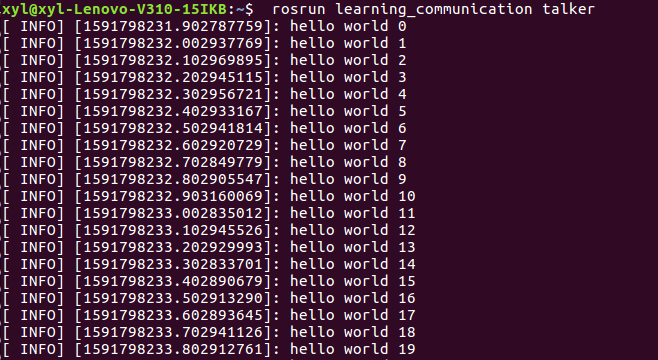 xyl@xyl-Lenovo-V310-15IKB:~$  rosrun learning_communication talker
[ INFO] [1591798231.902787759]: hello world 0
[ INFO] [1591798232.002937769]: hello world 1
[ INFO] [1591798232.102969895]: hello world 2
[ INFO] [1591798232.202945115]: hello world 3
[ INFO] [1591798232.302956721]: hello world 4
[ INFO] [1591798232.402933167]: hello world 5
[ INFO] [1591798232.502941814]: hello world 6
[ INFO] [1591798232.602920729]: hello world 7
[ INFO] [1591798232.702849779]: hello world 8
[ INFO] [1591798232.802905547]: hello world 9
[ INFO] [1591798232.903160069]: hello world 10
[ INFO] [1591798233.002835012]: hello world 11
[ INFO] [1591798233.102945526]: hello world 12
[ INFO] [1591798233.202929993]: hello world 13
[ INFO] [1591798233.302833701]: hello world 14
[ INFO] [1591798233.402890679]: hello world 15
[ INFO] [1591798233.502913290]: hello world 16
[ INFO] [1591798233.602893645]: hello world 17
[ INFO] [1591798233.702941126]: hello world 18
[ INFO] [1591798233.802912761]: hello world 19